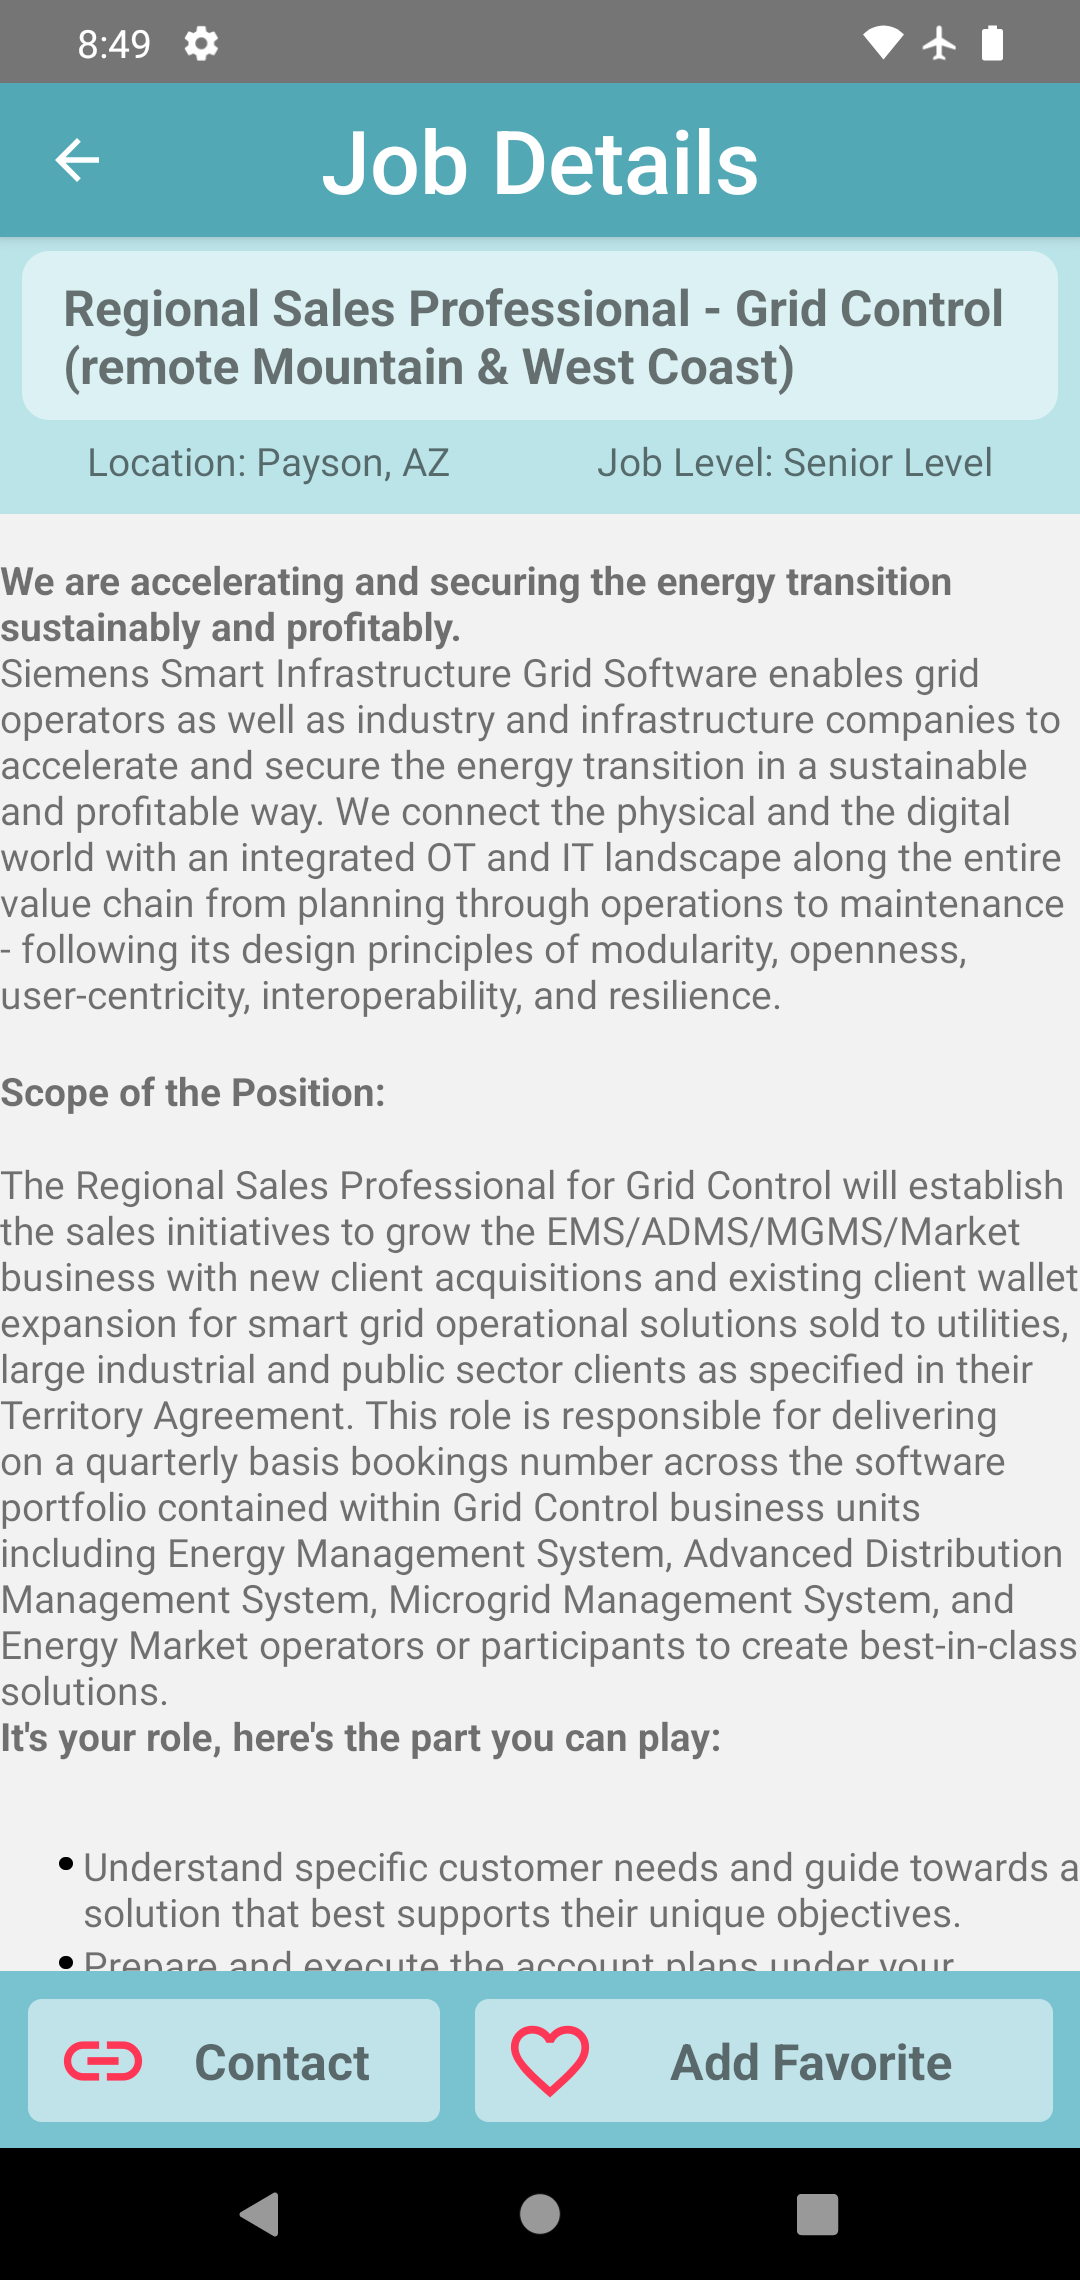 8:49
Job Details
Regional Sales Professional - Grid Control
(remote Mountain & West Coast)
Location: Payson, AZ
Job Level: Senior Level
We are accelerating and securing the energy transition
sustainably and profitably.
Siemens Smart Infrastructure Grid Software enables grid
operators as well as industry and infrastructure companies to
accelerate and secure the energy transition in a sustainable
and profitable way. We connect the physical and the digital
world with an integrated OT and IT landscape along the entire
value chain from planning through operations to maintenance
- following its design principles of modularity, openness,
user-centricity, interoperability, and resilience.
Scope of the Position:
The Regional Sales Professional for Grid Control will establish
the sales initiatives to grow the EMS/ADMS/MGMS/Market
business with new client acquisitions and existing client wallet
expansion for smart grid operational solutions sold to utilities,
large industrial and public sector clients as specified in their
Territory Agreement. This role is responsible for delivering
on a quarterly basis bookings number across the software
portfolio contained within Grid Control business units
including Energy Management System, Advanced Distribution
Management System, Microgrid Management System, and
Energy Market operators or participants to create best-in-class
solutions.
It's your role, here's the part you can play:
• Understand specific customer needs and guide towards a
solution that best supports their unique objectives.
• Prepare and execute the account plans under your
Contact
Add Favorite